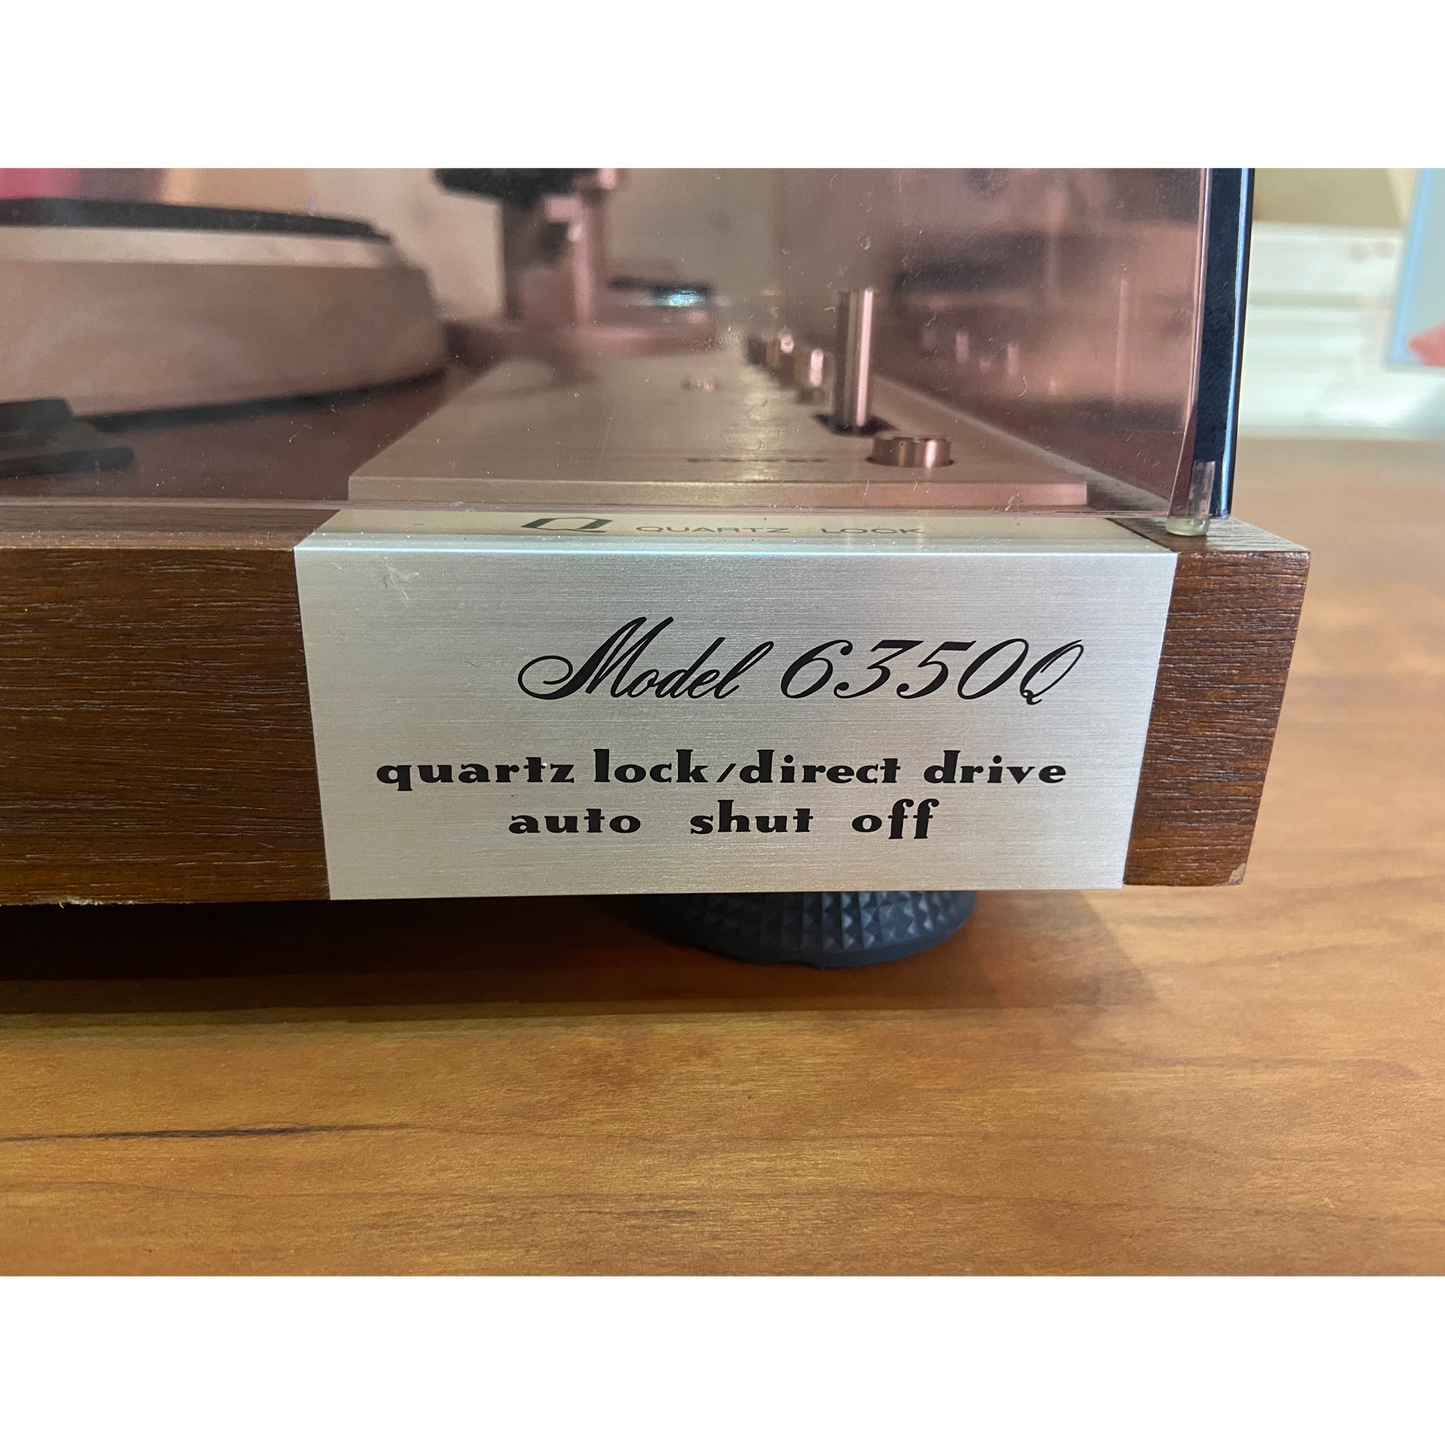 Q QUARTZ LOCK
Model 6350Q
quartz lock/direct drive
auto shut off